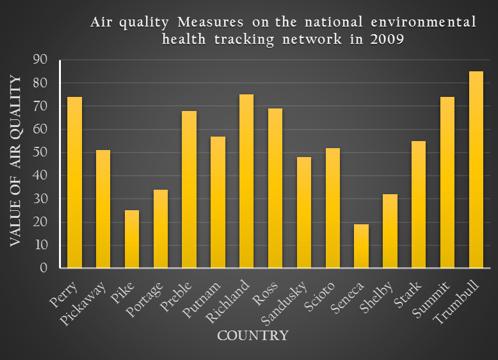 Air quality Measures on the national environmental
health tracking network in 2009
VALUE OF AIR QUALITY
90
80
70
60
50
40
30
20
10
0
Perry
Pickaway
Pike
Portage
Preble
Putnam
Richland
Ross
Sandusky
Scioto
Seneca
Shelby
Stark
Summit
Trumbull
COUNTRY